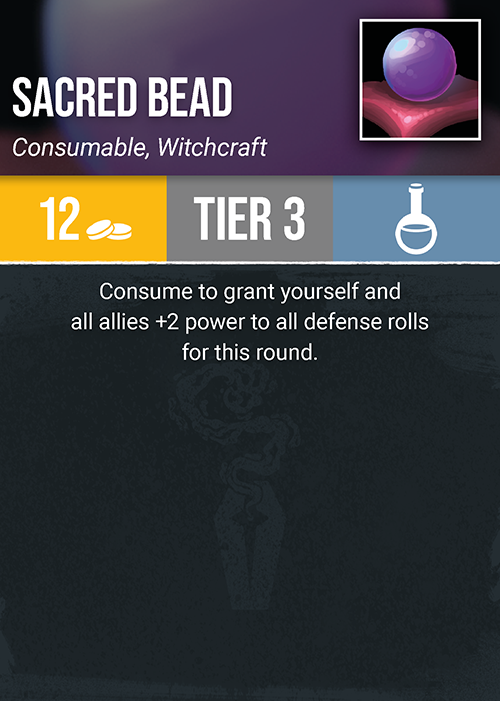 SACRED BEAD
Consumable, Witchcraft
12
TIER 3
Consume to grant yourself and
all allies +2 power to all defense rolls
for this round.